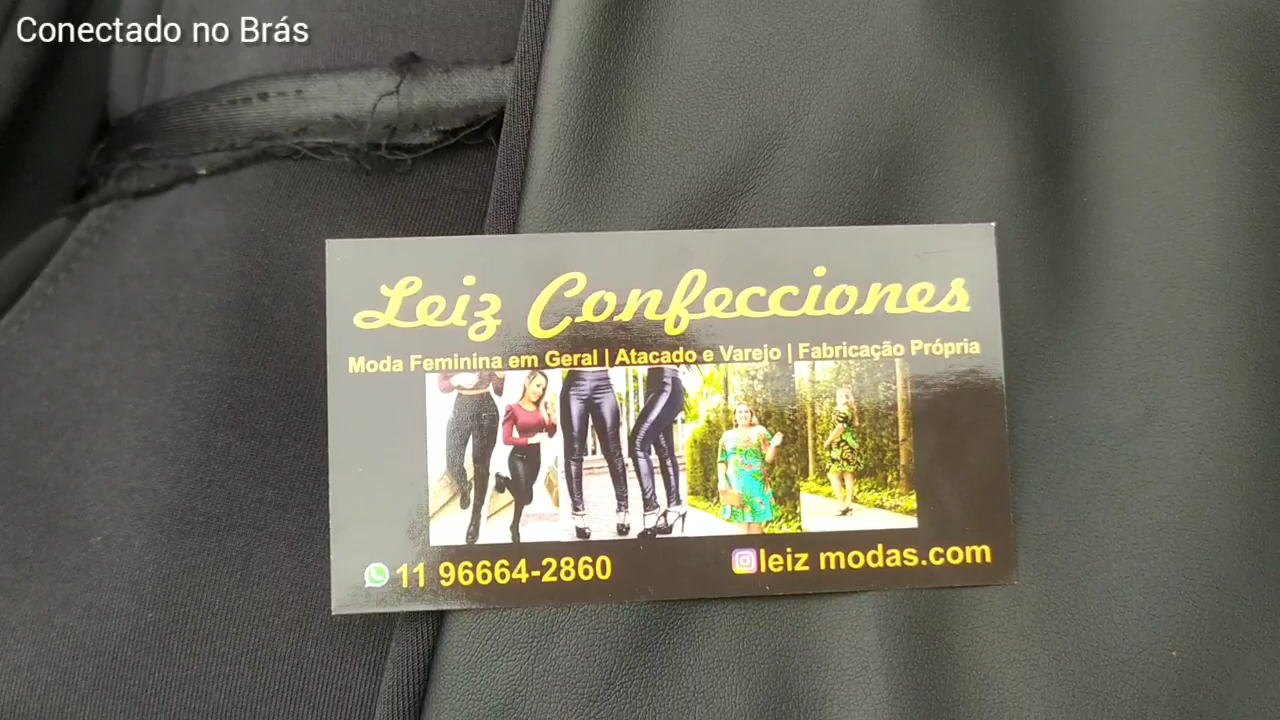 Conectado no Brás
Leiz Confecciones
Moda Feminina em Geral | Atacado e Varejo | Fabricação Própria
11 96664-2860
leiz modas.com